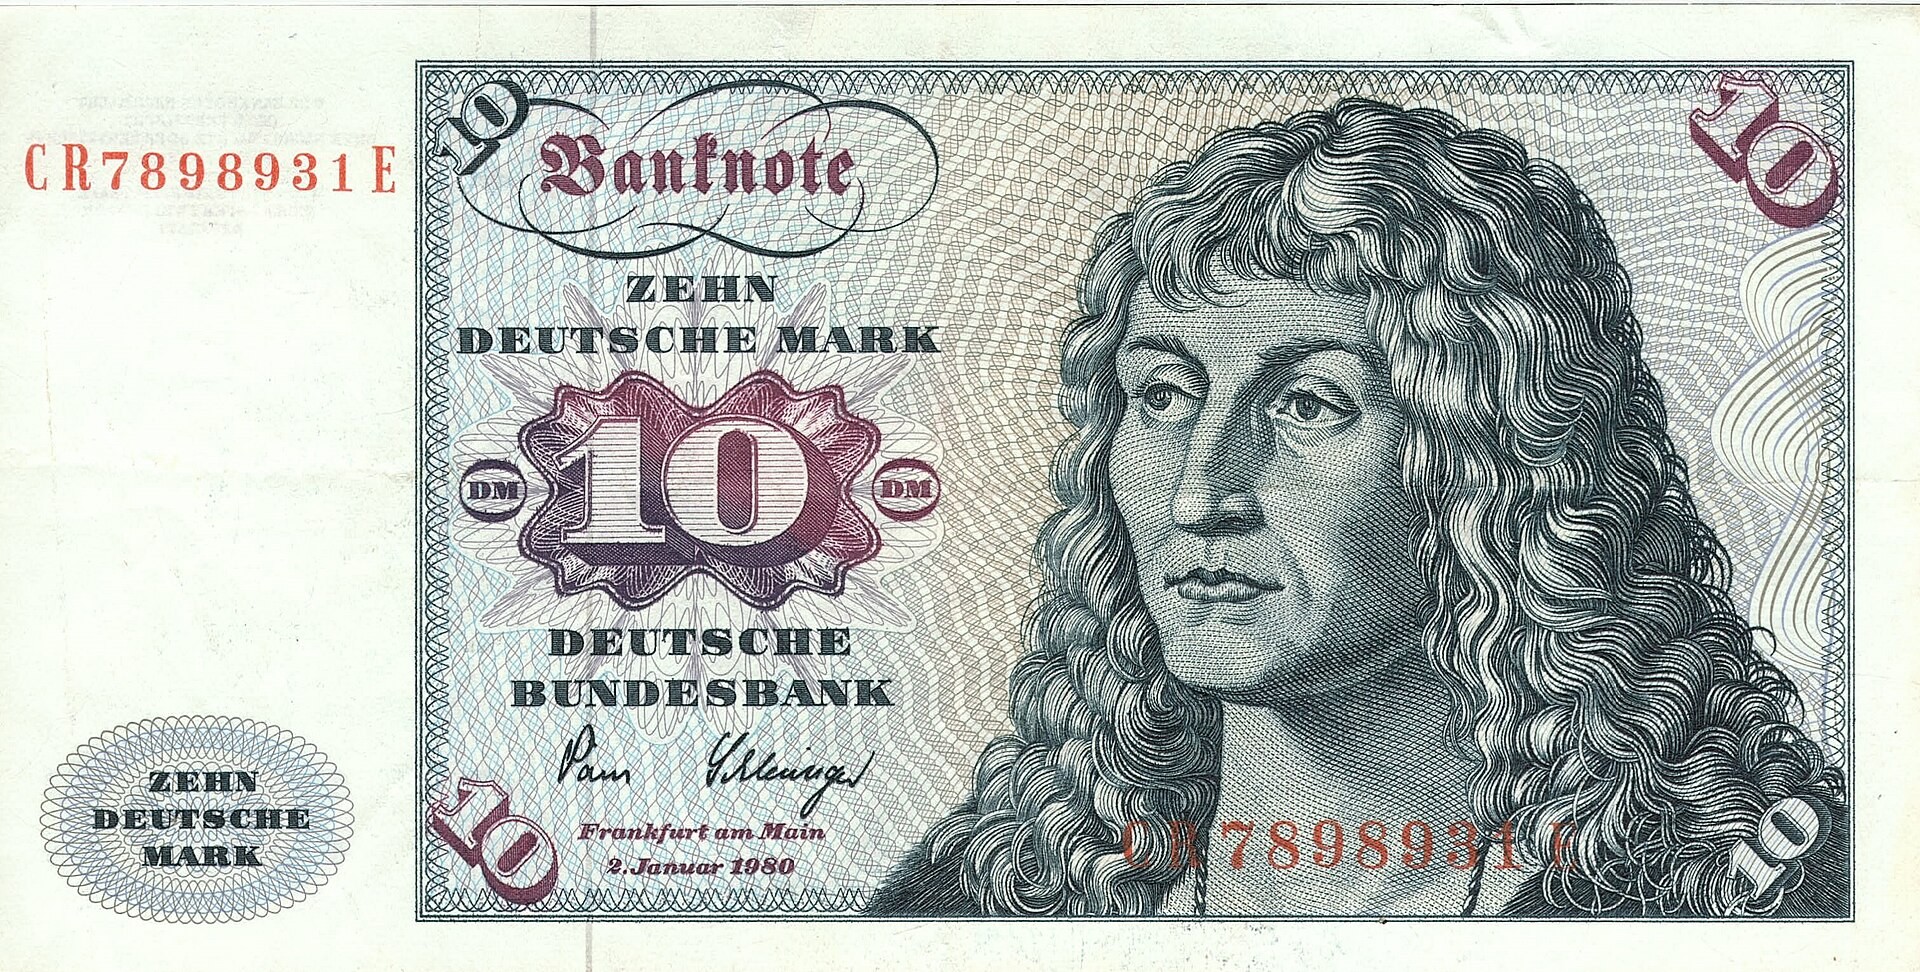 CR7898931E
10
Banknote
10
ZEHN
DEUTSCHE MARK
DM
10
DM
DEUTSCHE
BUNDESBANK
Frankfurt am Main
2. Januar 1980
10
ZEHN
DEUTSCHE
MARK
CR7898931E
10